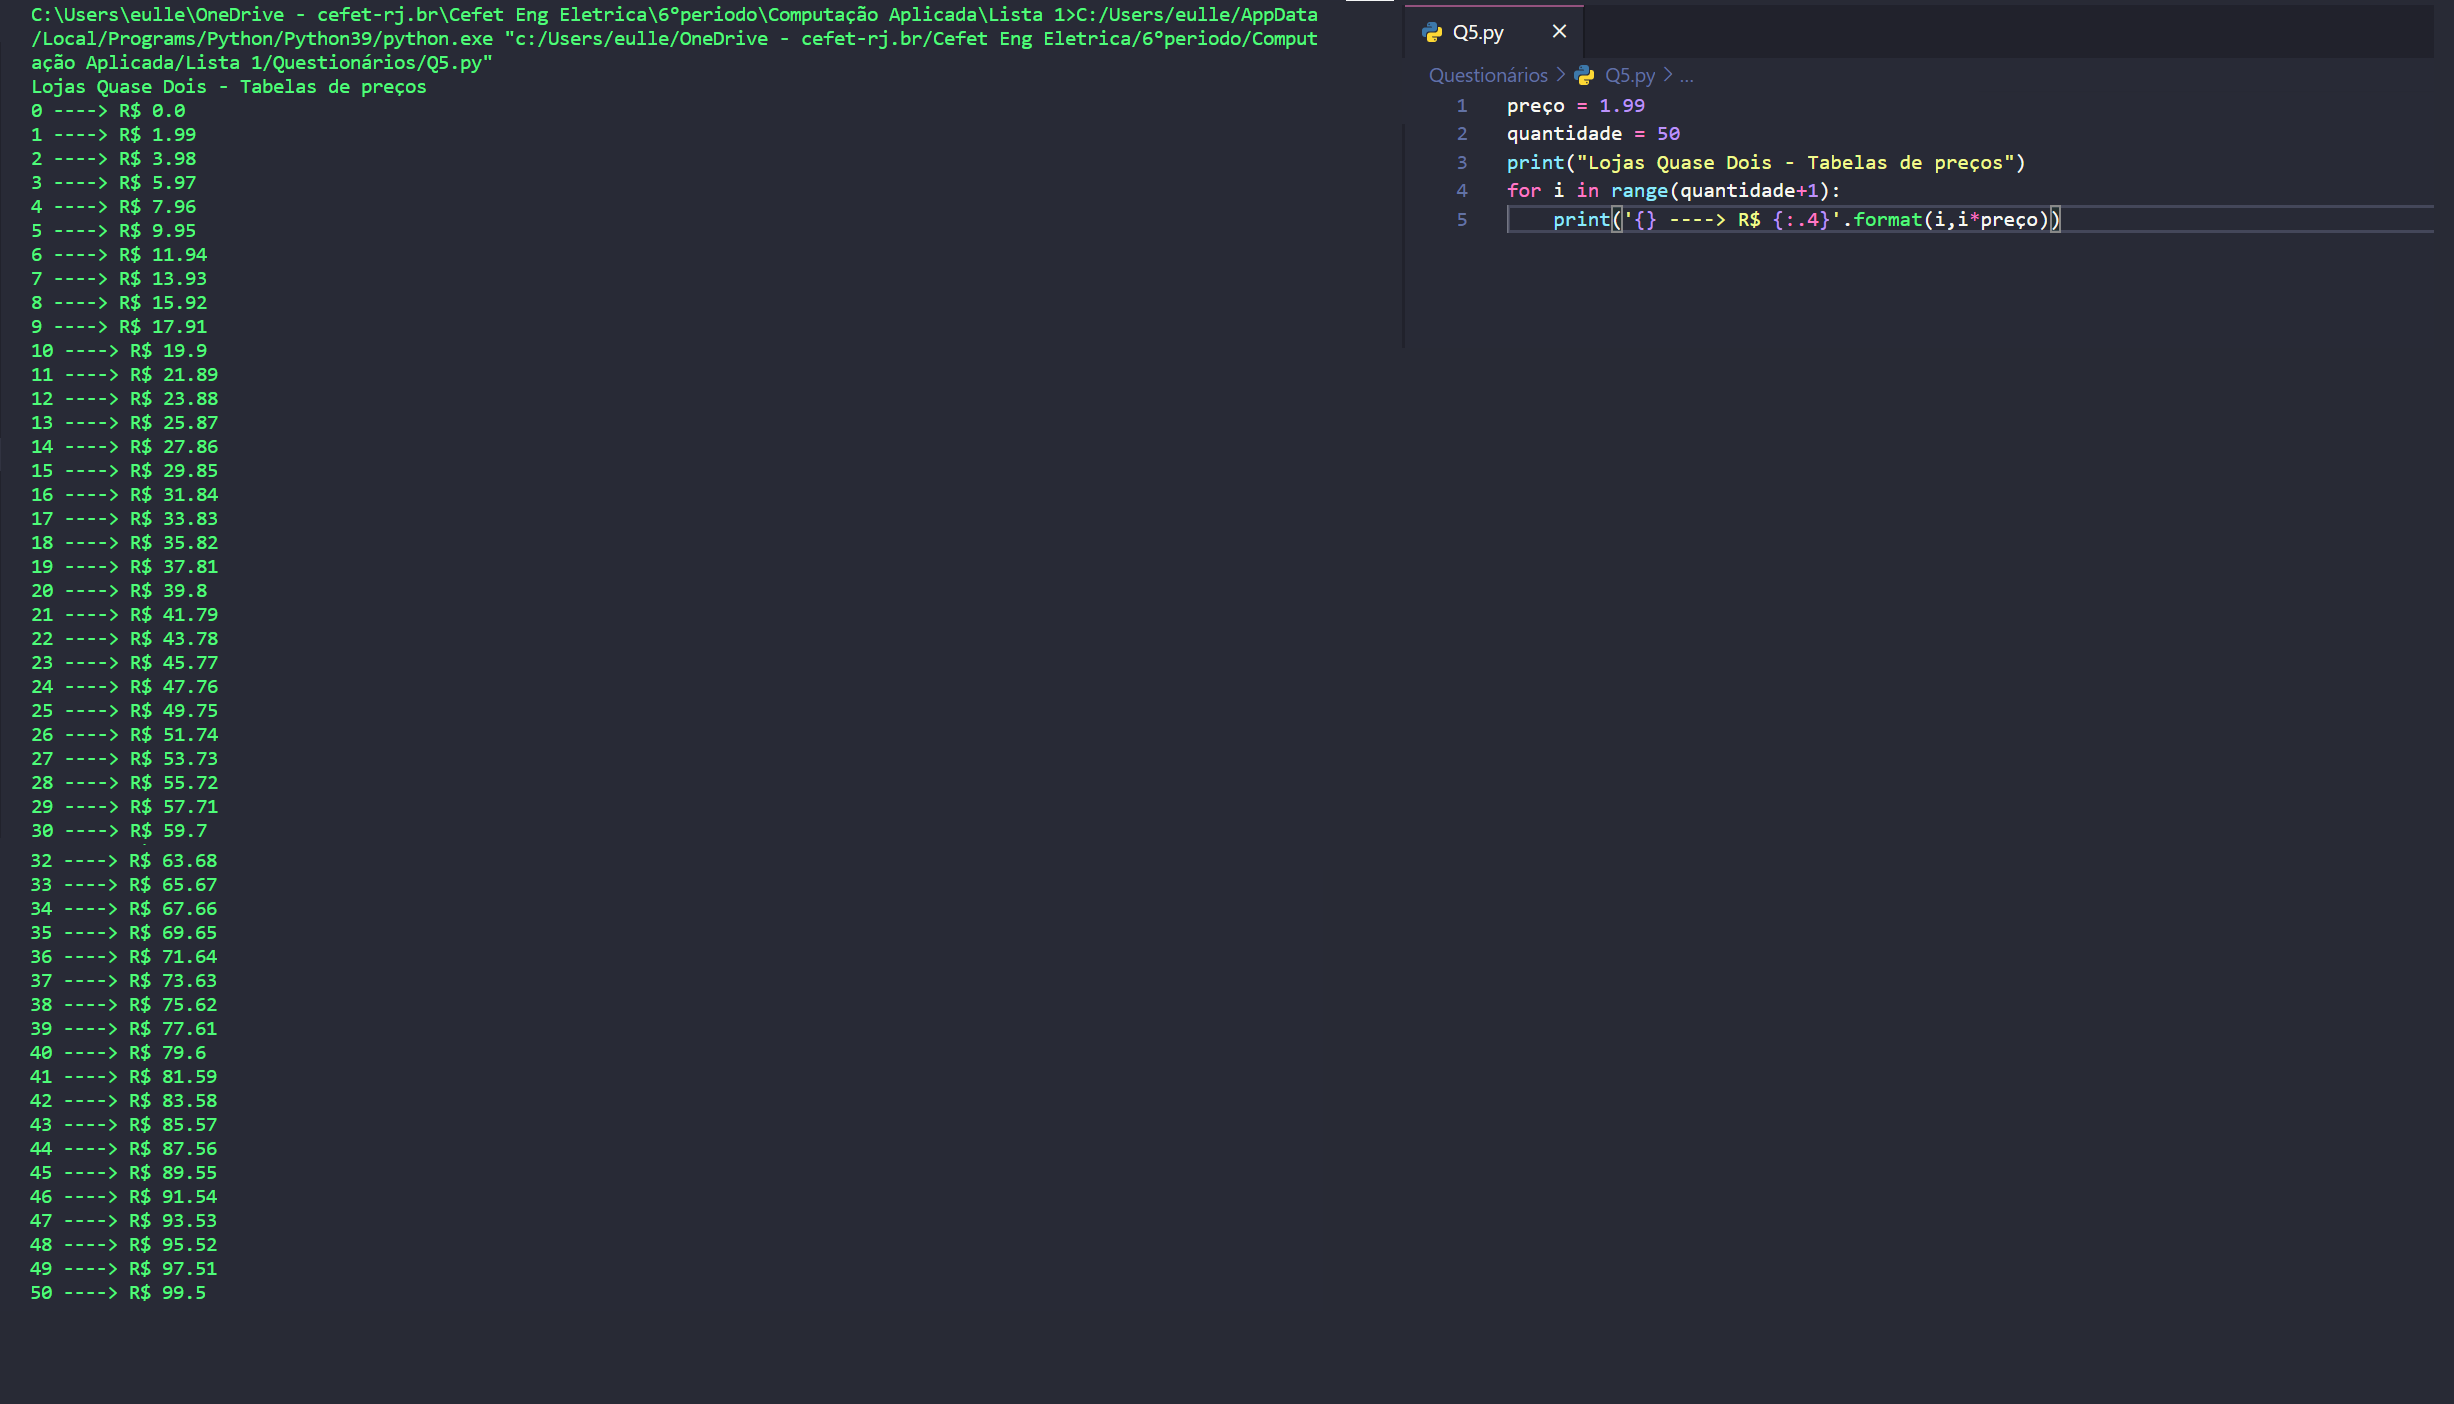 C:\Users\eulle\OneDrive - cefet-rj.br\Cefet Eng Eletrica\6ºperiodo\Computação Aplicada\Lista 1>C:/Users/eulle/AppData
/Local/Programs/Python/Python39/python.exe "c:/Users/eulle/OneDrive - cefet-rj.br/Cefet Eng Eletrica/6ºperiodo/Comput
ação Aplicada/Lista 1/Questionários/Q5.py"
Lojas Quase Dois - Tabelas de preços
0 ----> R$ 0.0
1 ----> R$ 1.99
2 ----> R$ 3.98
3 ----> R$ 5.97
4 ----> R$ 7.96
5 ----> R$ 9.95
6 ----> R$ 11.94
7 ----> R$ 13.93
8 ----> R$ 15.92
9 ----> R$ 17.91
10 ----> R$ 19.9
11 ----> R$ 21.89
12 ----> R$ 23.88
13 ----> R$ 25.87
14 ----> R$ 27.86
15 ----> R$ 29.85
16 ----> R$ 31.84
17 ----> R$ 33.83
18 ----> R$ 35.82
19 ----> R$ 37.81
20 ----> R$ 39.8
21 ----> R$ 41.79
22 ----> R$ 43.78
23 ----> R$ 45.77
24 ----> R$ 47.76
25 ----> R$ 49.75
26 ----> R$ 51.74
27 ----> R$ 53.73
28 ----> R$ 55.72
29 ----> R$ 57.71
30 ----> R$ 59.7
32 ----> R$ 63.68
33 ----> R$ 65.67
34 ----> R$ 67.66
35 ----> R$ 69.65
36 ----> R$ 71.64
37 ----> R$ 73.63
38 ----> R$ 75.62
39 ----> R$ 77.61
40 ----> R$ 79.6
41 ----> R$ 81.59
42 ----> R$ 83.58
43 ----> R$ 85.57
44 ----> R$ 87.56
45 ----> R$ 89.55
46 ----> R$ 91.54
47 ----> R$ 93.53
48 ----> R$ 95.52
49 ----> R$ 97.51
50 ----> R$ 99.5
Q5.py ×
Questionários > Q5.py > ...
1 preço = 1.99
2 quantidade = 50
3 print("Lojas Quase Dois - Tabelas de preços")
4 for i in range(quantidade+1):
5     print('{} ----> R$ {:.4}'.format(i,i*preço))